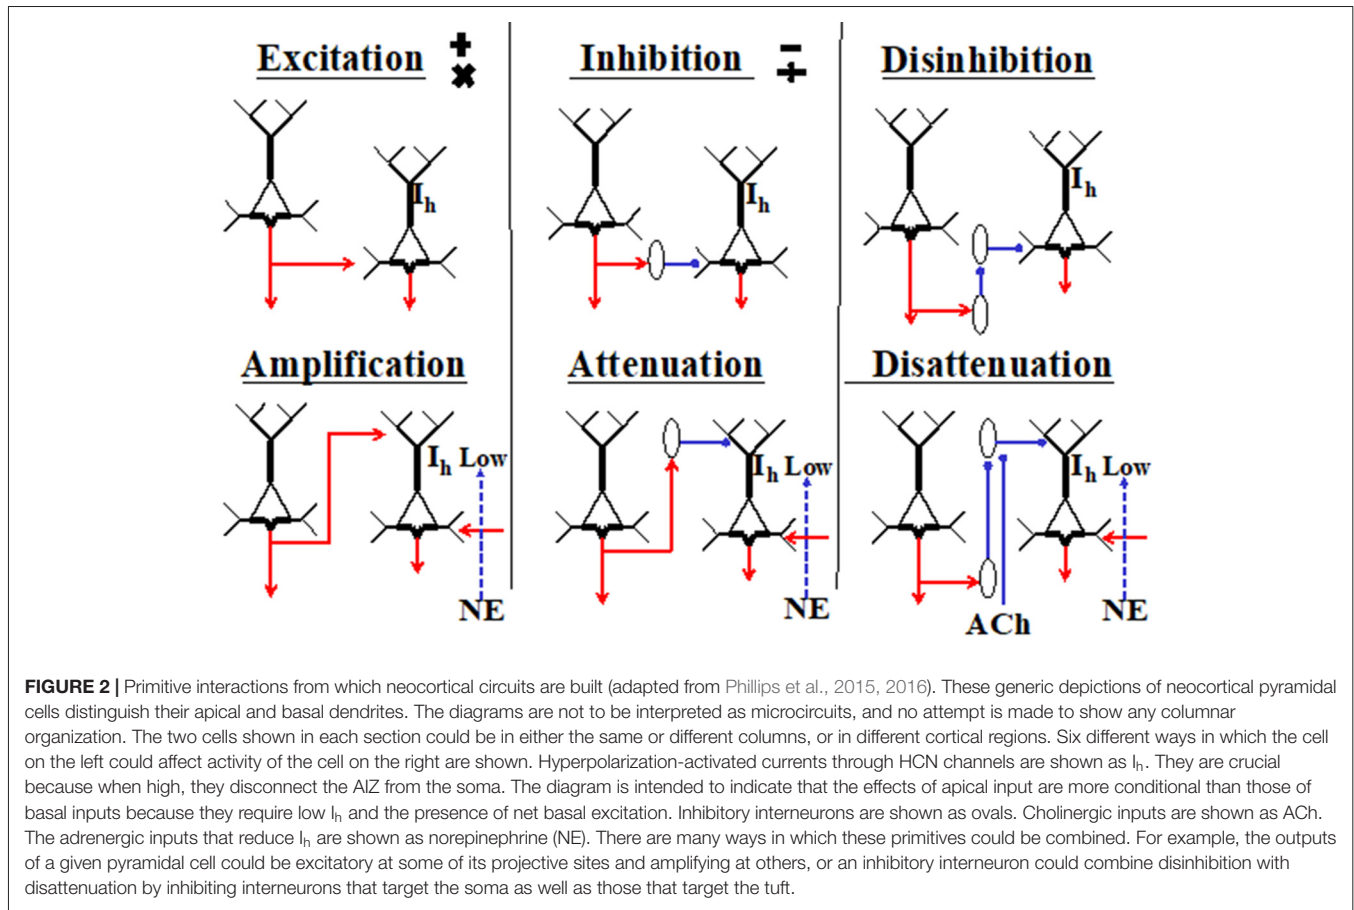 Excitation + ×
Inhibition − ÷
Disinhibition
Ih
Ih
Ih
Amplification
Attenuation
Disattenuation
Ih Low
Ih Low
Ih Low
NE
NE
ACh
NE
FIGURE 2 | Primitive interactions from which neocortical circuits are built (adapted from Phillips et al., 2015, 2016). These generic depictions of neocortical pyramidal
cells distinguish their apical and basal dendrites. The diagrams are not to be interpreted as microcircuits, and no attempt is made to show any columnar
organization. The two cells shown in each section could be in either the same or different columns, or in different cortical regions. Six different ways in which the cell
on the left could affect activity of the cell on the right are shown. Hyperpolarization-activated currents through HCN channels are shown as Ih. They are crucial
because when high, they disconnect the AIZ from the soma. The diagram is intended to indicate that the effects of apical input are more conditional than those of
basal inputs because they require low Ih and the presence of net basal excitation. Inhibitory interneurons are shown as ovals. Cholinergic inputs are shown as ACh.
The adrenergic inputs that reduce Ih are shown as norepinephrine (NE). There are many ways in which these primitives could be combined. For example, the outputs
of a given pyramidal cell could be excitatory at some of its projective sites and amplifying at others, or an inhibitory interneuron could combine disinhibition with
disattenuation by inhibiting interneurons that target the soma as well as those that target the tuft.